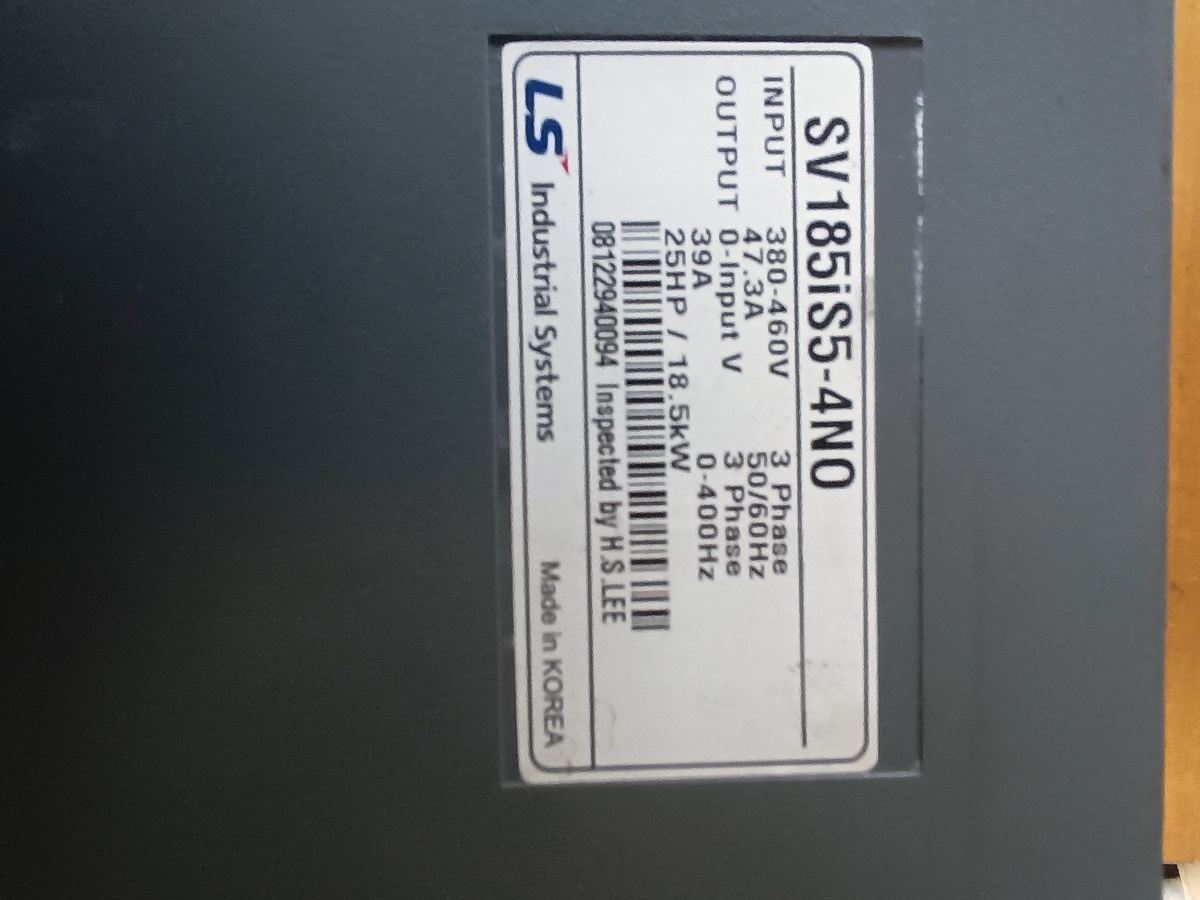 SV185iS5-4N0
INPUT 380-460V 3 Phase
47.3A 50/60Hz
OUTPUT 0-Input V 3 Phase
39A 0-400Hz
25HP / 18.5kW
08122940094 Inspected by H.S.LEE
LS Industrial Systems Made in KOREA